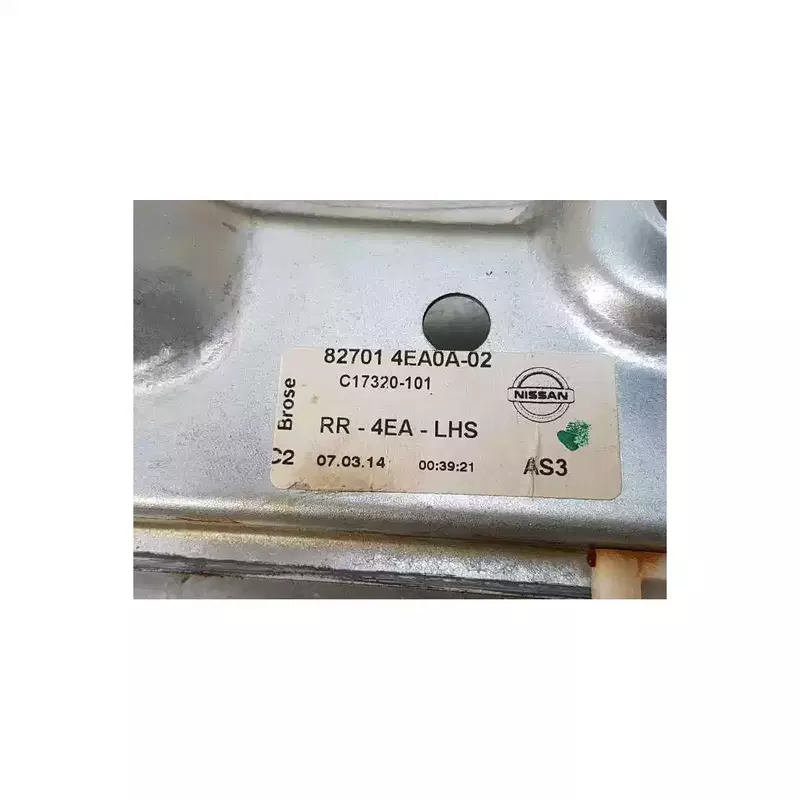 82701 4EA0A-02
C17320-101
NISSAN
Brose
RR - 4EA - LHS
C2 07.03.14 00:39:21 AS3